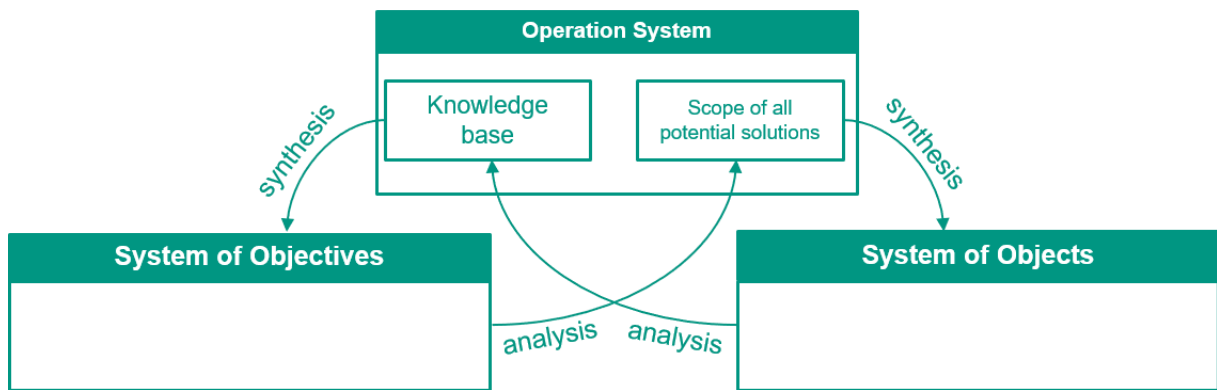 Operation System
Knowledge
base
Scope of all
potential solutions
synthesis
synthesis
System of Objectives
System of Objects
analysis
analysis